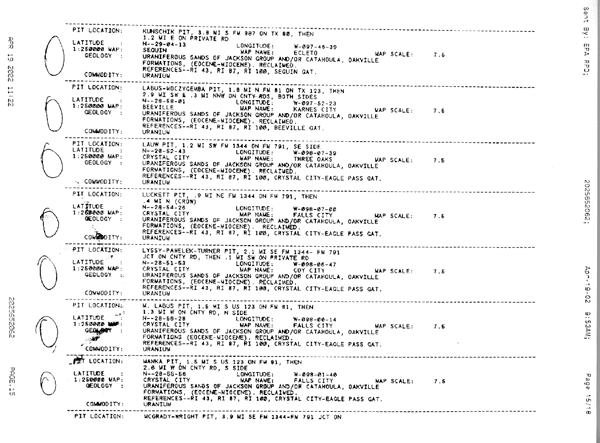 PIT LOCATION: KUNSCHIK PIT, 3.8 MI S FM 887 ON TX 80, THEN
1.2 MI E ON PRIVATE RD
LATITUDE : N--29-04-13 LONGITUDE: W-097-46-39
1:250000 MAP: SEGUIN MAP NAME: ECLETO MAP SCALE: 7.5
GEOLOGY : URANIFEROUS SANDS OF JACKSON GROUP AND/OR CATAHOULA, OAKVILLE
FORMATIONS, (EOCENE-MIOCENE). RECLAIMED.
REFERENCES--RI 43, RI 87, RI 100, SEGUIN GAT.
COMMODITY: URANIUM
PIT LOCATION: LABUS-MOCZYGEMBA PIT, 1.8 MI N FM 81 ON TX 123, THEN
2.9 MI SW & .3 MI NNW ON CNTY-RDS, BOTH SIDES
LATITUDE : N--28-58-01 LONGITUDE: W-097-52-23
1:250000 MAP: BEEVILLE MAP NAME: KARNES CITY MAP SCALE: 7.5
GEOLOGY : URANIFEROUS SANDS OF JACKSON GROUP AND/OR CATAHOULA, OAKVILLE
FORMATIONS, (EOCENE-MIOCENE). RECLAIMED.
REFERENCES--RI 43, RI 87, RI 100, BEEVILLE GAT.
COMMODITY: URANIUM
PIT LOCATION: LAUW PIT, 1.2 MI SW FM 1344 ON FM 791, SE SIDE
LATITUDE : N--28-52-43 LONGITUDE: W-098-07-39
1:250000 MAP: CRYSTAL CITY MAP NAME: THREE OAKS MAP SCALE: 7.5
GEOLOGY : URANIFEROUS SANDS OF JACKSON GROUP AND/OR CATAHOULA, OAKVILLE
FORMATIONS, (EOCENE-MIOCENE). RECLAIMED.
REFERENCES--RI 43, RI 87, RI 100, CRYSTAL CITY-EAGLE PASS GAT.
COMMODITY: URANIUM
PIT LOCATION: LUCKETT PIT, .9 MI NE FM 1344 ON FM 791, THEN
.4 MI N (CROW)
LATITUDE : N--28-54-26 LONGITUDE: W-098-07-00
1:250000 MAP: CRYSTAL CITY MAP NAME: FALLS CITY MAP SCALE: 7.5
GEOLOGY : URANIFEROUS SANDS OF JACKSON GROUP AND/OR CATAHOULA, OAKVILLE
FORMATIONS, (EOCENE-MIOCENE). RECLAIMED.
REFERENCES--RI 43, RI 87, RI 100, CRYSTAL CITY-EAGLE PASS GAT.
COMMODITY: URANIUM
PIT LOCATION: LYSSY-PAWELEK-TURNER PIT, 2.1 MI SE FM 1344- FM 791
JCT ON CNTY RD, THEN .1 MI SW ON PRIVATE RD
LATITUDE : N--28-51-53 LONGITUDE: W-098-06-47
1:250000 MAP: CRYSTAL CITY MAP NAME: COY CITY MAP SCALE: 7.5
GEOLOGY : URANIFEROUS SANDS OF JACKSON GROUP AND/OR CATAHOULA, OAKVILLE
FORMATIONS, (EOCENE-MIOCENE). RECLAIMED.
REFERENCES--RI 43, RI 87, RI 100, CRYSTAL CITY-EAGLE PASS GAT.
COMMODITY: URANIUM
PIT LOCATION: W. LABUS PIT, 1.5 MI S US 123 ON FM 81, THEN
1.3 MI W ON CNTY RD, N SIDE
LATITUDE : N--28-58-28 LONGITUDE: W-098-00-14
1:250000 MAP: CRYSTAL CITY MAP NAME: FALLS CITY MAP SCALE: 7.5
GEOLOGY : URANIFEROUS SANDS OF JACKSON GROUP AND/OR CATAHOULA, OAKVILLE
FORMATIONS (EOCENE-MIOCENE). RECLAIMED.
REFERENCES--RI 43, RI 87, RI 100, CRYSTAL CITY-EAGLE PASS GAT.
COMMODITY: URANIUM
PIT LOCATION: MANKA PIT, 1.5 MI S US 123 ON FM 81, THEN
2.6 MI W ON CNTY RD, S SIDE
LATITUDE : N--28-55-56 LONGITUDE: W-098-01-40
1:250000 MAP: CRYSTAL CITY MAP NAME: FALLS CITY MAP SCALE: 7.5
GEOLOGY : URANIFEROUS SANDS OF JACKSON GROUP AND/OR CATAHOULA, OAKVILLE
FORMATIONS, (EOCENE-MIOCENE). RECLAIMED.
REFERENCES--RI 43, RI 87, RI 100, CRYSTAL CITY-EAGLE PASS GAT.
COMMODITY: URANIUM
PIT LOCATION: MCGRADY-WRIGHT PIT, 3.9 MI SE FM 1344-FM 791 JCT ON
Sent By: EPA RPD; 2025652062; Apr-19-02 9:53AM; Page 15/18
APR 19 2002 11:22 2025652062 PAGE.15